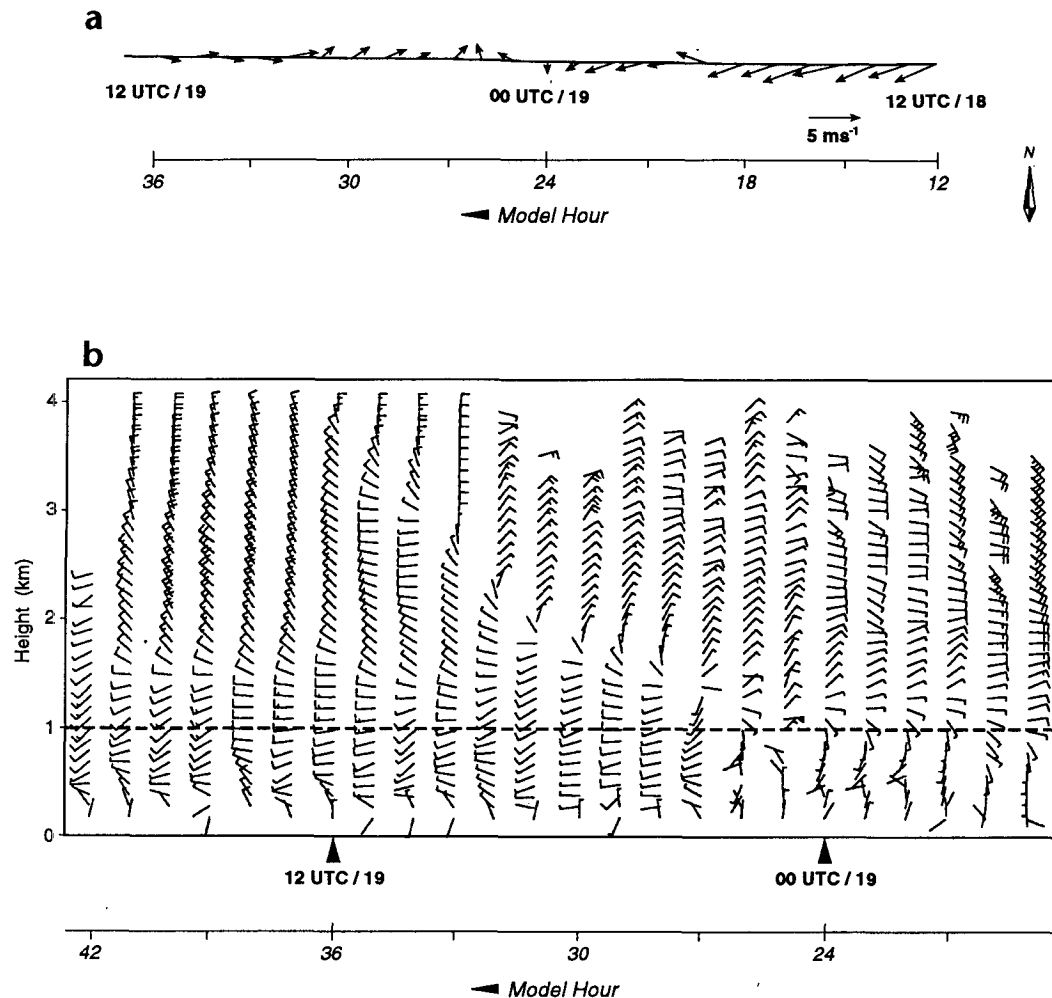 a
12 UTC / 19
00 UTC / 19
12 UTC / 18
5 ms⁻¹
N
36 30 24 18 12
Model Hour
b
Height (km)
4
3
2
1
0
12 UTC / 19
00 UTC / 19
42 36 30 24
Model Hour